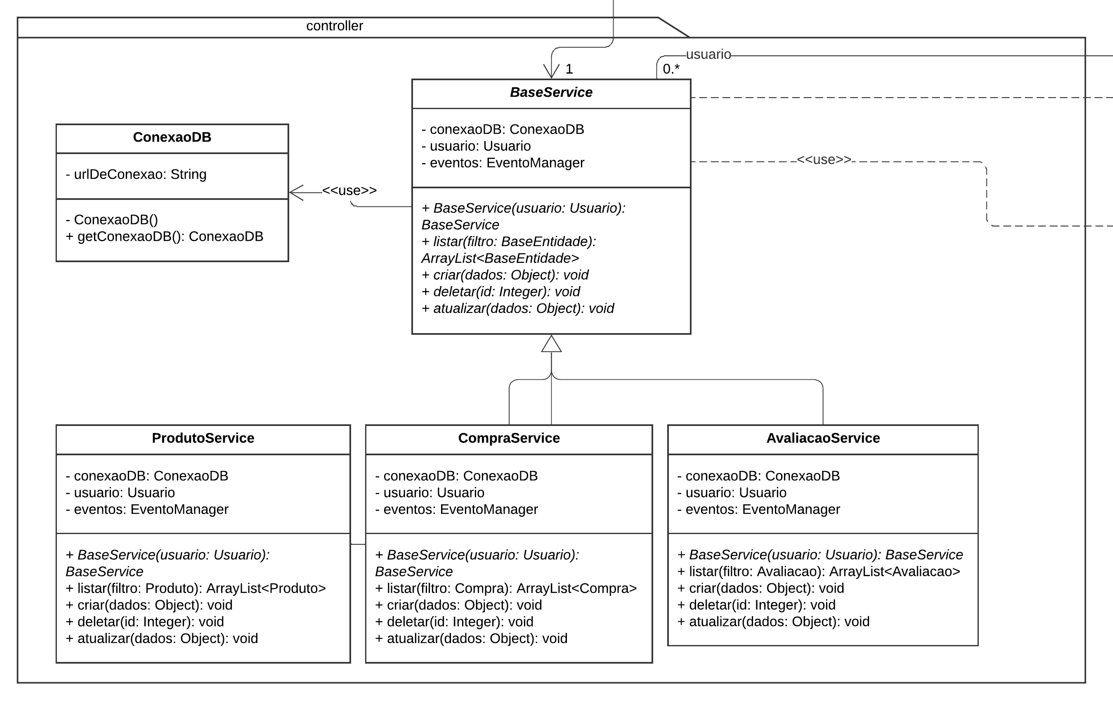 controller
1
0.*
usuario
BaseService
- conexaoDB: ConexaoDB
- usuario: Usuario
- eventos: EventoManager
+ BaseService(usuario: Usuario):
BaseService
+ listar(filtro: BaseEntidade):
ArrayList<BaseEntidade>
+ criar(dados: Object): void
+ deletar(id: Integer): void
+ atualizar(dados: Object): void
ConexaoDB
- urlDeConexao: String
- ConexaoDB()
+ getConexaoDB(): ConexaoDB
<<use>>
<<use>>
ProdutoService
- conexaoDB: ConexaoDB
- usuario: Usuario
- eventos: EventoManager
+ BaseService(usuario: Usuario):
BaseService
+ listar(filtro: Produto): ArrayList<Produto>
+ criar(dados: Object): void
+ deletar(id: Integer): void
+ atualizar(dados: Object): void
CompraService
- conexaoDB: ConexaoDB
- usuario: Usuario
- eventos: EventoManager
+ BaseService(usuario: Usuario):
BaseService
+ listar(filtro: Compra): ArrayList<Compra>
+ criar(dados: Object): void
+ deletar(id: Integer): void
+ atualizar(dados: Object): void
AvaliacaoService
- conexaoDB: ConexaoDB
- usuario: Usuario
- eventos: EventoManager
+ BaseService(usuario: Usuario): BaseService
+ listar(filtro: Avaliacao): ArrayList<Avaliacao>
+ criar(dados: Object): void
+ deletar(id: Integer): void
+ atualizar(dados: Object): void